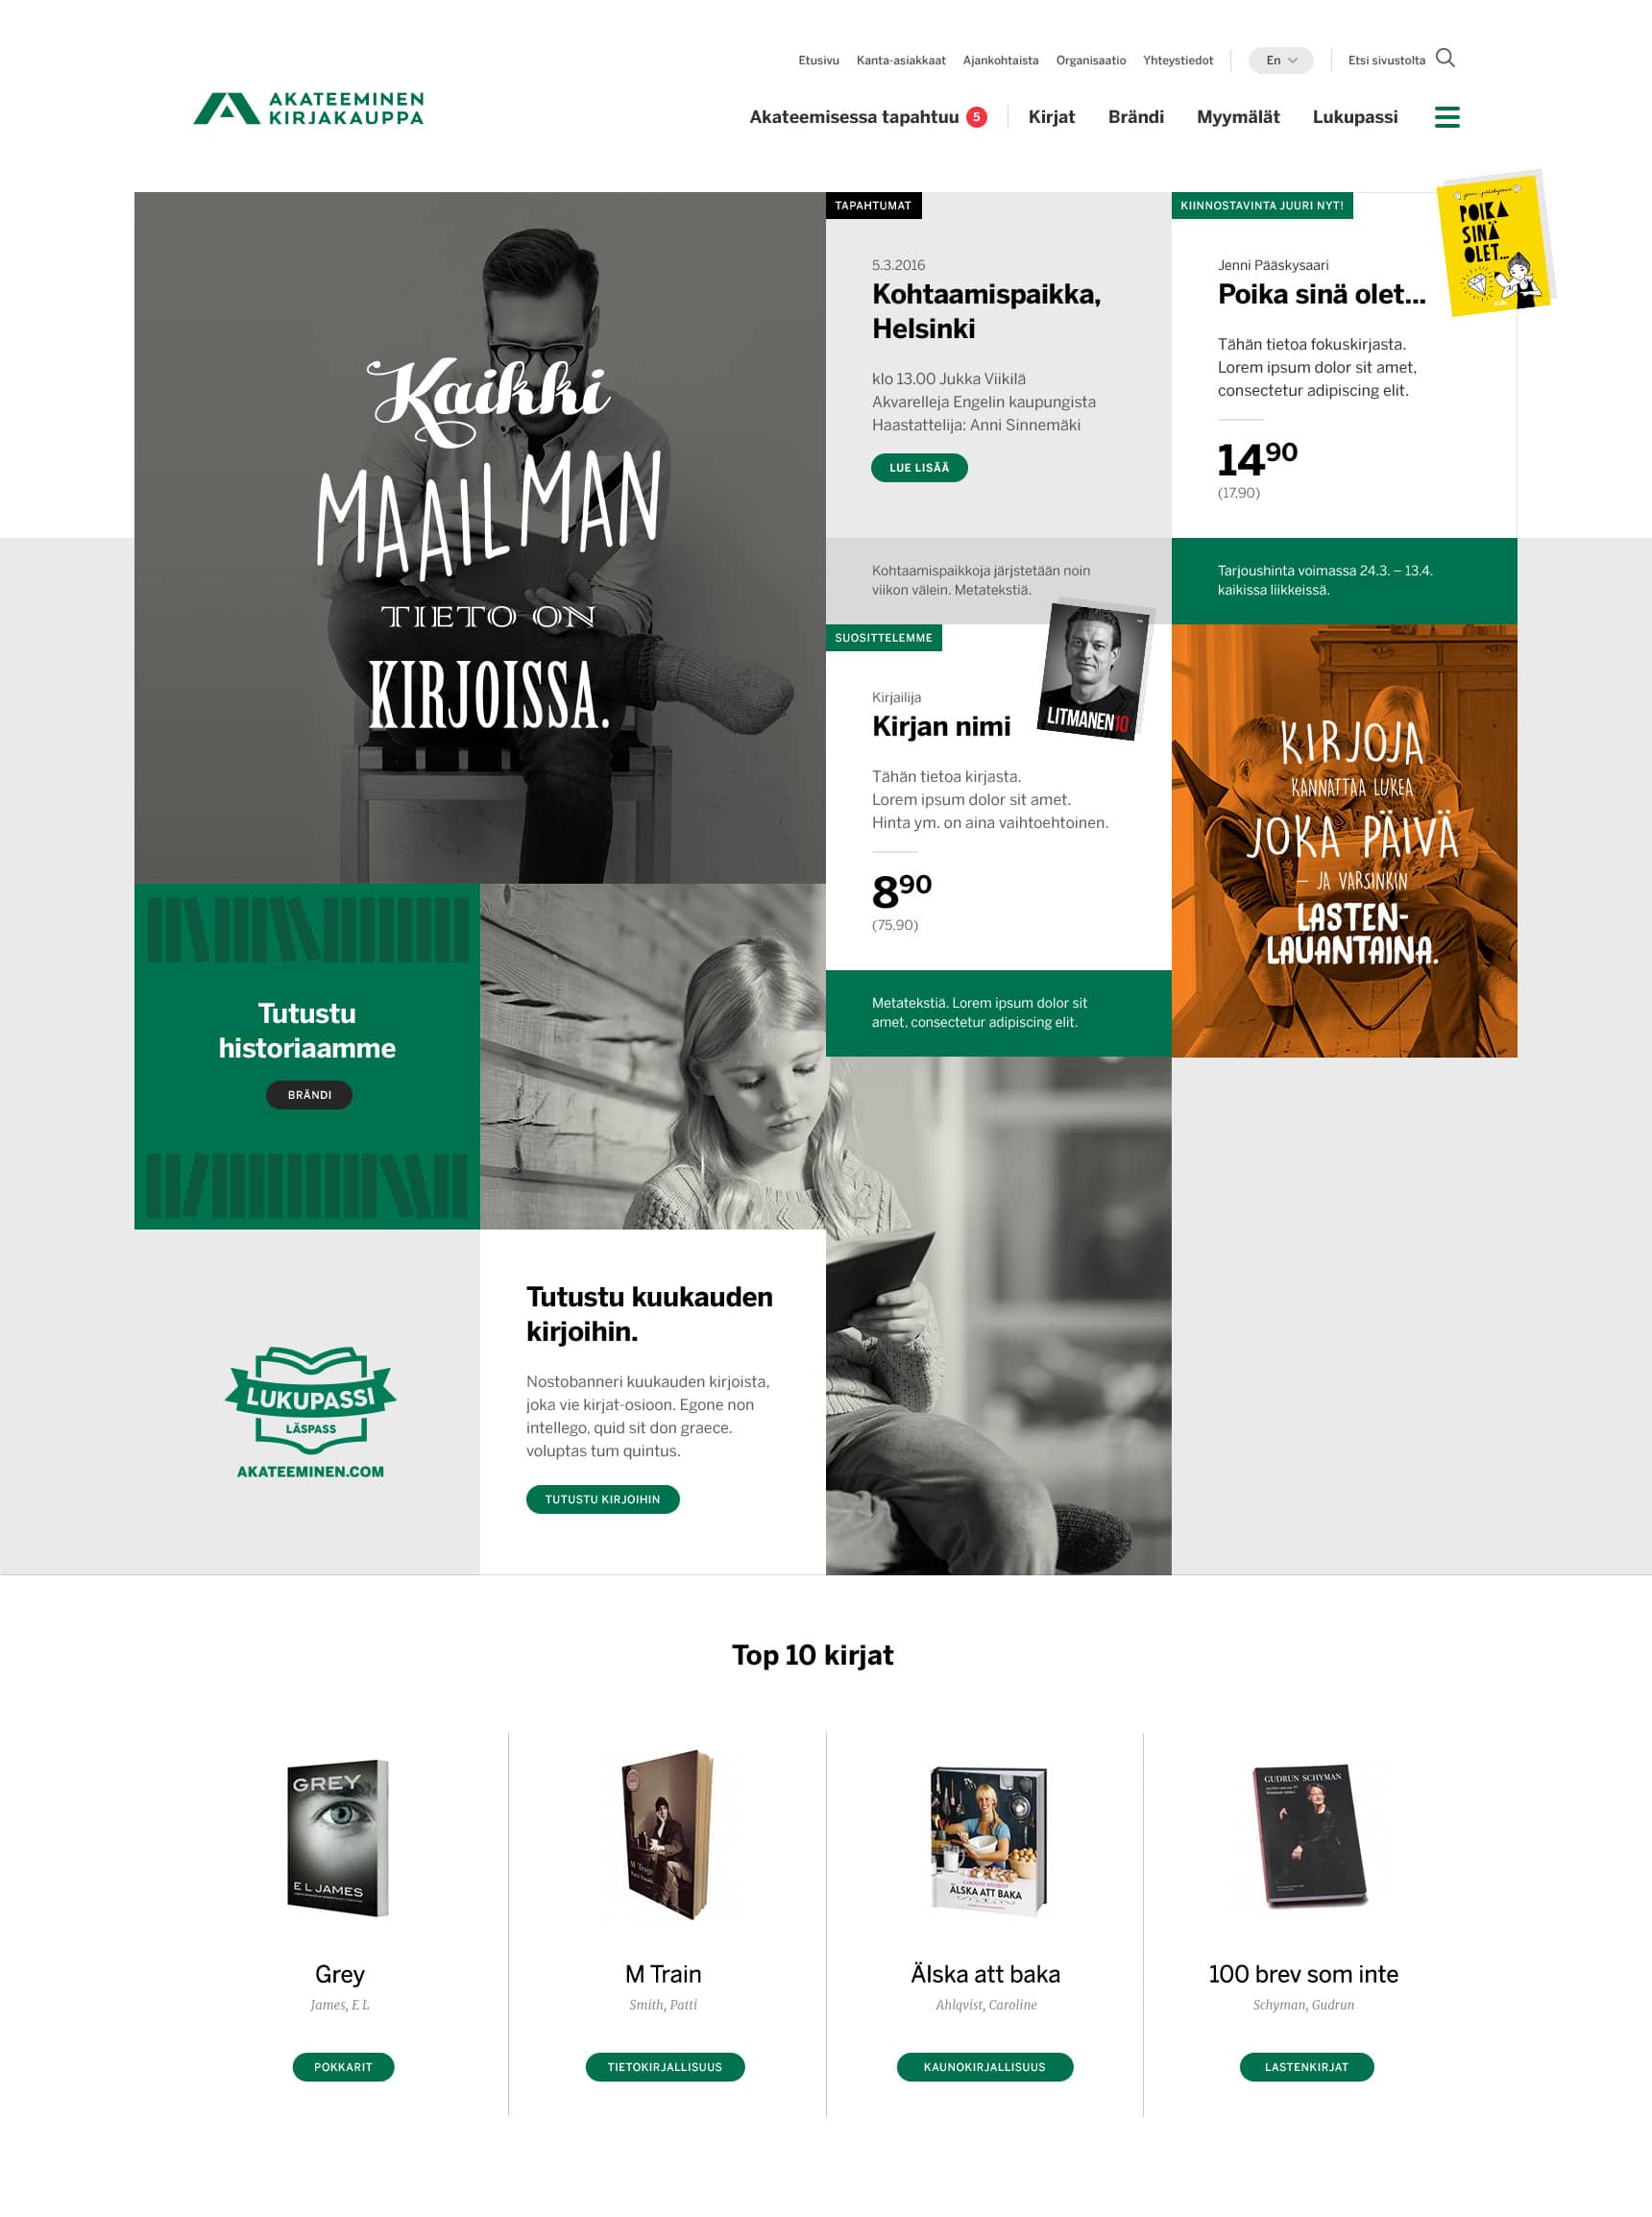 Etusivu Kanta-asiakkaat Ajankohtaista Organisaatio Yhteystiedot En Etsi sivustolta
AKATEEMINEN
KIRJAKAUPPA
Akateemisessa tapahtuu 5 Kirjat Brändi Myymälät Lukupassi
Kaikki
MAAILMAN
TIETO ON
KIRJOISSA.
TAPAHTUMAT
5.3.2016
Kohtaamispaikka,
Helsinki
klo 13.00 Jukka Viikilä
Akvarelleja Engelin kaupungista
Haastattelija: Anni Sinnemäki
LUE LISÄÄ
Kohtaamispaikkoja järjstetään noin
viikon välein. Metatekstiä.
KIINNOSTAVINTA JUURI NYT!
Jenni Pääskysaari
Poika sinä olet...
Tähän tietoa fokuskirjasta.
Lorem ipsum dolor sit amet,
consectetur adipiscing elit.
1490
(17,90)
Tarjoushinta voimassa 24.3. – 13.4.
kaikissa liikkeissä.
POIKA
SINÄ
OLET...
SUOSITTELEMME
Kirjailija
Kirjan nimi
LITMANEN10
Tähän tietoa kirjasta.
Lorem ipsum dolor sit amet.
Hinta ym. on aina vaihtoehtoinen.
890
(75,90)
Metatekstiä. Lorem ipsum dolor sit
amet, consectetur adipiscing elit.
KIRJOJA
KANNATTAA LUKEA
JOKA PÄIVÄ
– JA VARSINKIN
LASTEN-
LAUANTAINA.
Tutustu
historiaamme
BRÄNDI
LUKUPASSI
LÄSPASS
AKATEEMINEN.COM
Tutustu kuukauden
kirjoihin.
Nostobanneri kuukauden kirjoista,
joka vie kirjat-osioon. Egone non
intellego, quid sit don graece.
voluptas tum quintus.
TUTUSTU KIRJOIHIN
Top 10 kirjat
GREY
E L JAMES
Grey
James, E L
POKKARIT
M Train
M Train
Smith, Patti
TIETOKIRJALLISUUS
ÄLSKA ATT BAKA
Älska att baka
Ahlqvist, Caroline
KAUNOKIRJALLISUUS
GUDRUN SCHYMAN
100 brev som inte
Schyman, Gudrun
LASTENKIRJAT